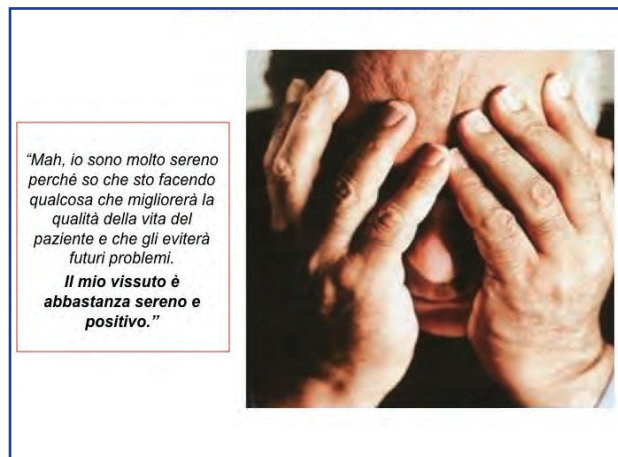 “Mah, io sono molto sereno
perché so che sto facendo
qualcosa che migliorerà la
qualità della vita del
paziente e che gli eviterà
futuri problemi.
Il mio vissuto è
abbastanza sereno e
positivo.”